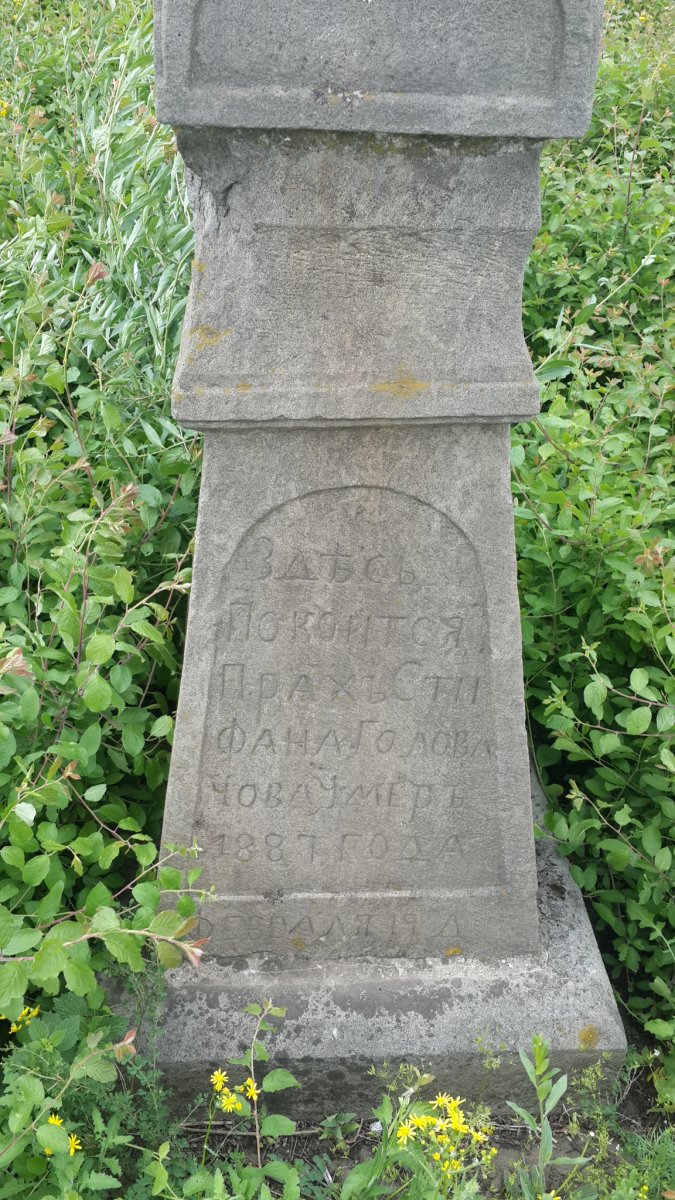 ЗДѢСЬ
ПОКОИТСЯ
ПРАХЪ СТИ
ФАНА ГОЛОВА
ЧОВА УМЕРЪ
1887 ГОДА
ФЕВРАЛЯ 19 Д